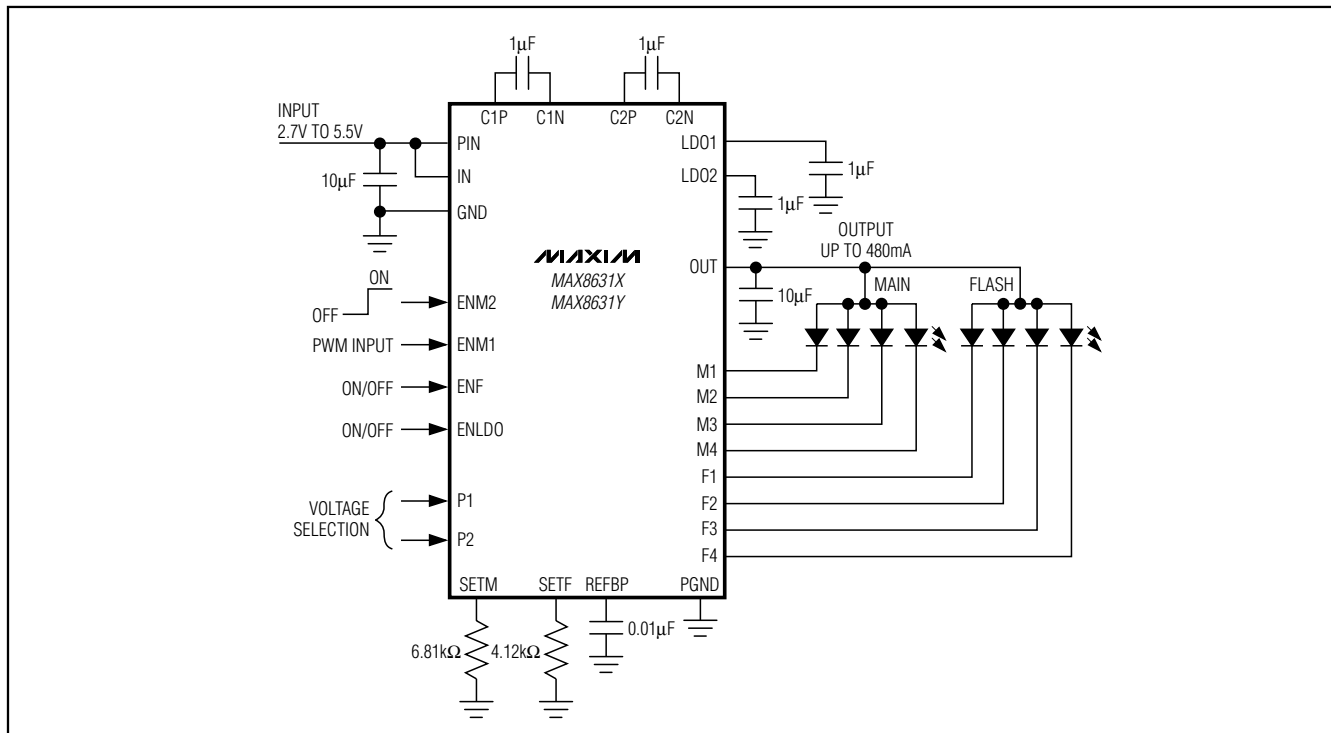 1µF
1µF
INPUT
2.7V TO 5.5V
C1P
C1N
C2P
C2N
PIN
LDO1
IN
10µF
1µF
LDO2
GND
1µF
OUTPUT
UP TO 480mA
MAXIM
MAX8631X
MAX8631Y
OUT
ON
OFF
ENM2
10µF
MAIN
FLASH
PWM INPUT
ENM1
ON/OFF
ENF
M1
M2
ON/OFF
ENLDO
M3
M4
F1
VOLTAGE
SELECTION
P1
F2
P2
F3
F4
SETM
SETF
REFBP
PGND
6.81kΩ
4.12kΩ
0.01µF